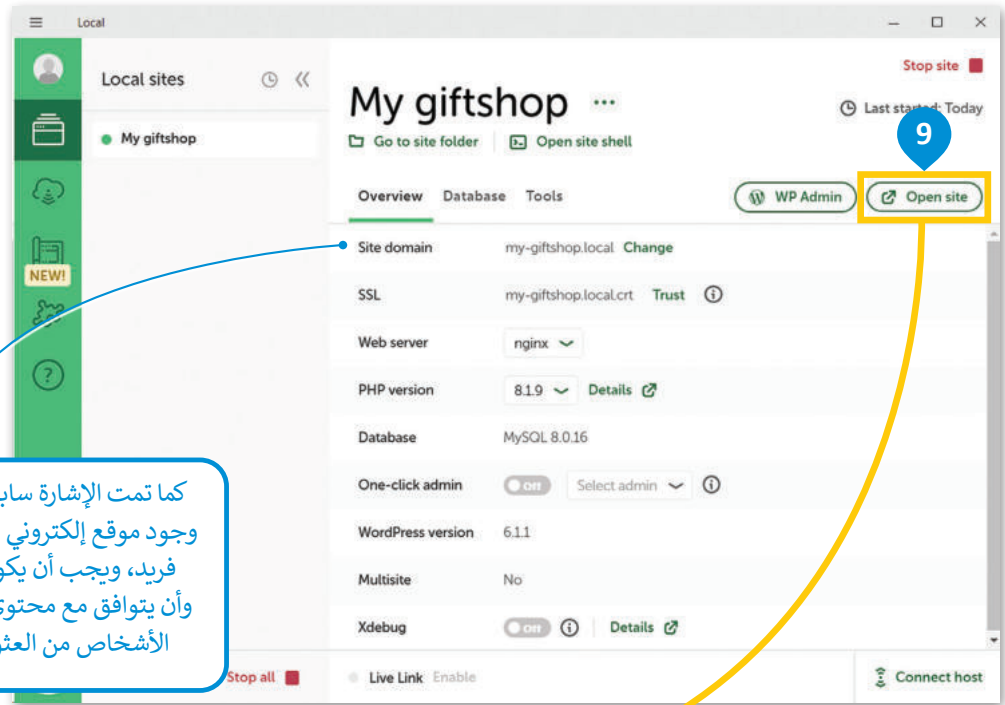 Local
Local sites
My giftshop
My giftshop ...
Stop site
Last started: Today
9
Go to site folder
Open site shell
Overview Database Tools
WP Admin
Open site
NEW!
Site domain my-giftshop.local Change
SSL my-giftshop.local.crt Trust
Web server nginx
PHP version 8.1.9 Details
Database MySQL 8.0.16
One-click admin Off Select admin
WordPress version 6.1.1
Multisite No
Xdebug Off Details
كما تمت الإشارة
وجود موقع إلكتروني
فريد، ويجب أن
وأن يتوافق مع
الأشخاص من
Stop all
Live Link Enable
Connect host